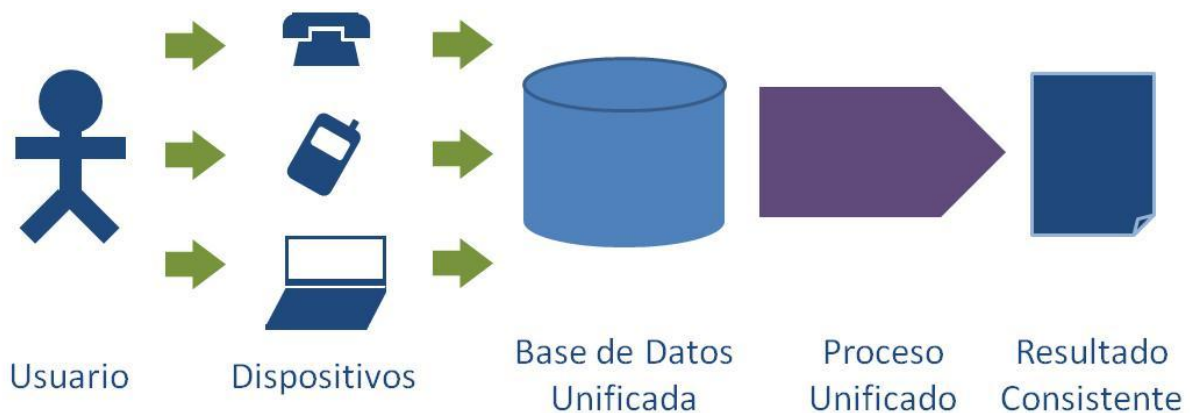 Usuario
Dispositivos
Base de Datos
Unificada
Proceso
Unificado
Resultado
Consistente